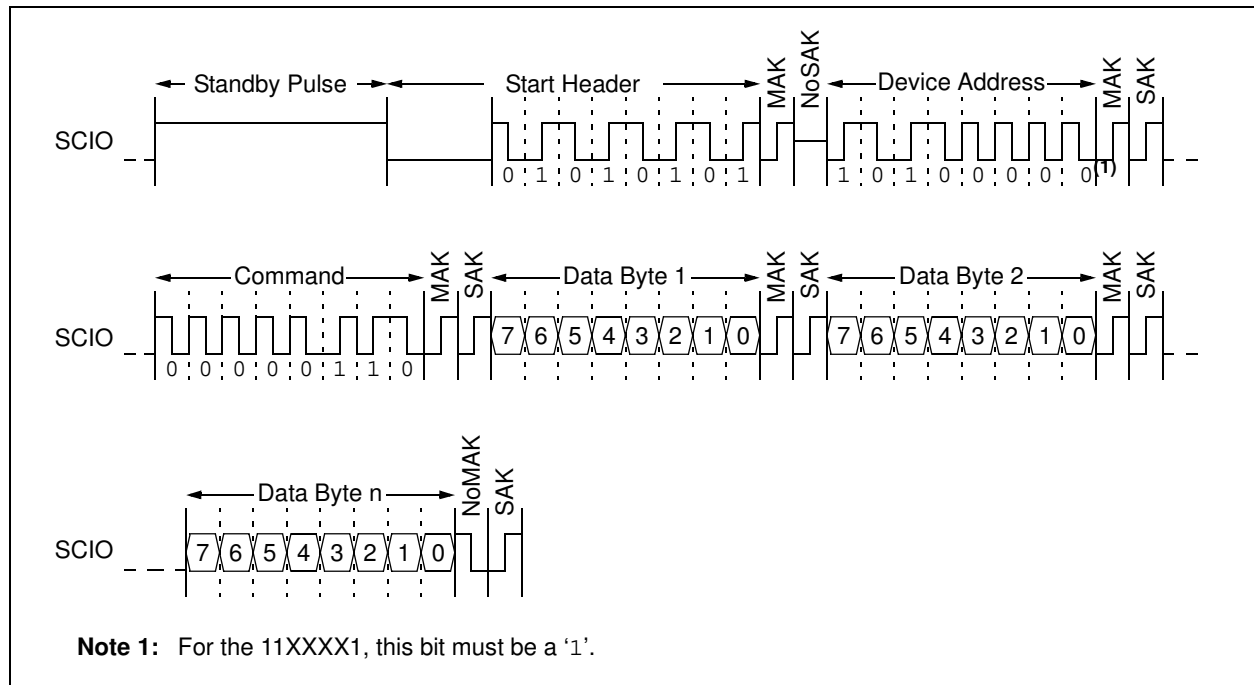 Standby Pulse Start Header MAK NoSAK Device Address MAK SAK
SCIO
0 1 0 1 0 1 0 1 1 0 1 0 0 0 0 0(1)
Command MAK SAK Data Byte 1 MAK SAK Data Byte 2 MAK SAK
SCIO 7 6 5 4 3 2 1 0 7 6 5 4 3 2 1 0
0 0 0 0 0 1 1 0
Data Byte n NoMAK SAK
SCIO 7 6 5 4 3 2 1 0
Note 1: For the 11XXXX1, this bit must be a ‘1’.